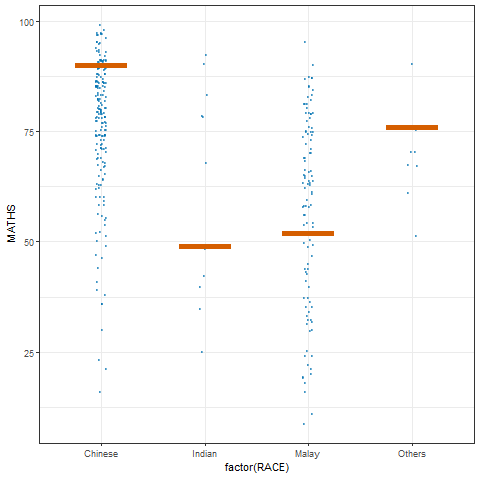 100
75
50
25
MATHS
Chinese
Indian
Malay
Others
factor(RACE)